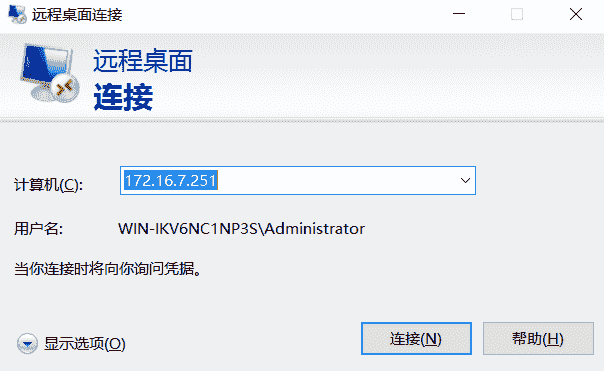 远程桌面连接
远程桌面
连接
计算机(C):
172.16.7.251
用户名:
WIN-IKV6NC1NP3S\Administrator
当你连接时将向你询问凭据。
显示选项(O)
连接(N)
帮助(H)